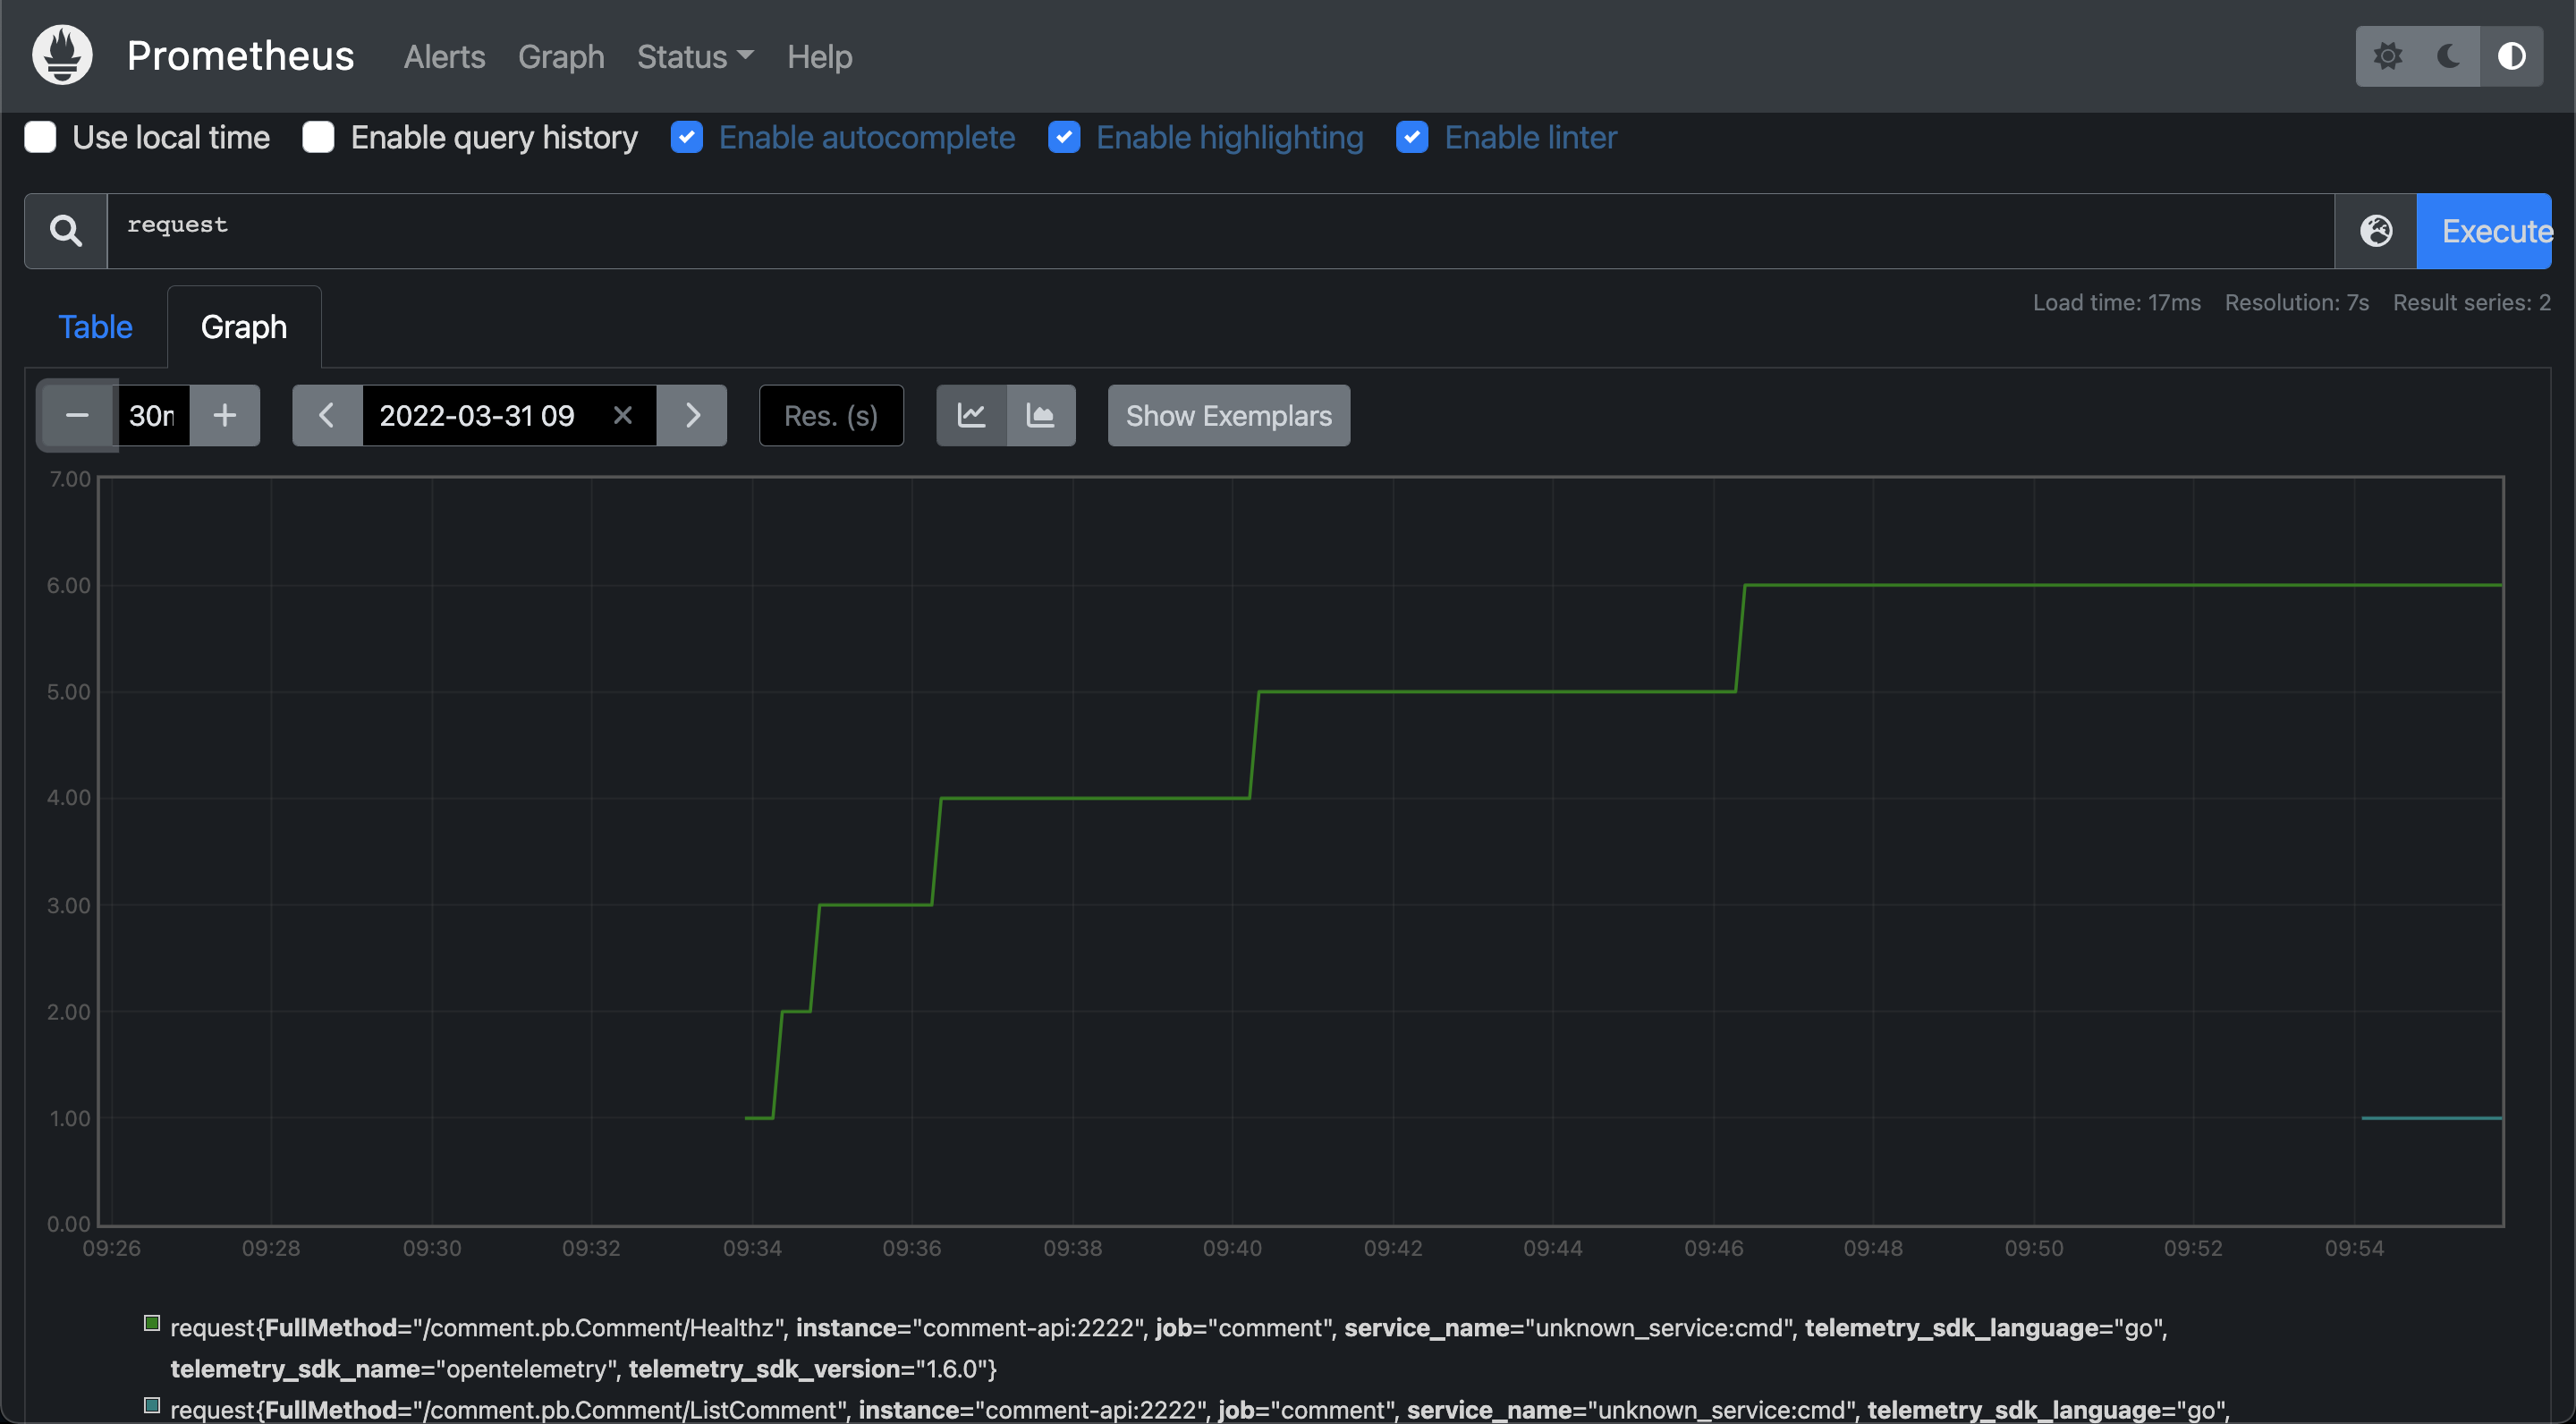 Prometheus Alerts Graph Status Help
Use local time Enable query history Enable autocomplete Enable highlighting Enable linter
request
Execute
Table Graph
Load time: 17ms Resolution: 7s Result series: 2
30m 2022-03-31 09 Res. (s) Show Exemplars
7.00
6.00
5.00
4.00
3.00
2.00
1.00
0.00
09:26 09:28 09:30 09:32 09:34 09:36 09:38 09:40 09:42 09:44 09:46 09:48 09:50 09:52 09:54
request{FullMethod="/comment.pb.Comment/Healthz", instance="comment-api:2222", job="comment", service_name="unknown_service:cmd", telemetry_sdk_language="go",
telemetry_sdk_name="opentelemetry", telemetry_sdk_version="1.6.0"}
request{FullMethod="/comment.pb.Comment/ListComment", instance="comment-api:2222", job="comment", service_name="unknown_service:cmd", telemetry_sdk_language="go",